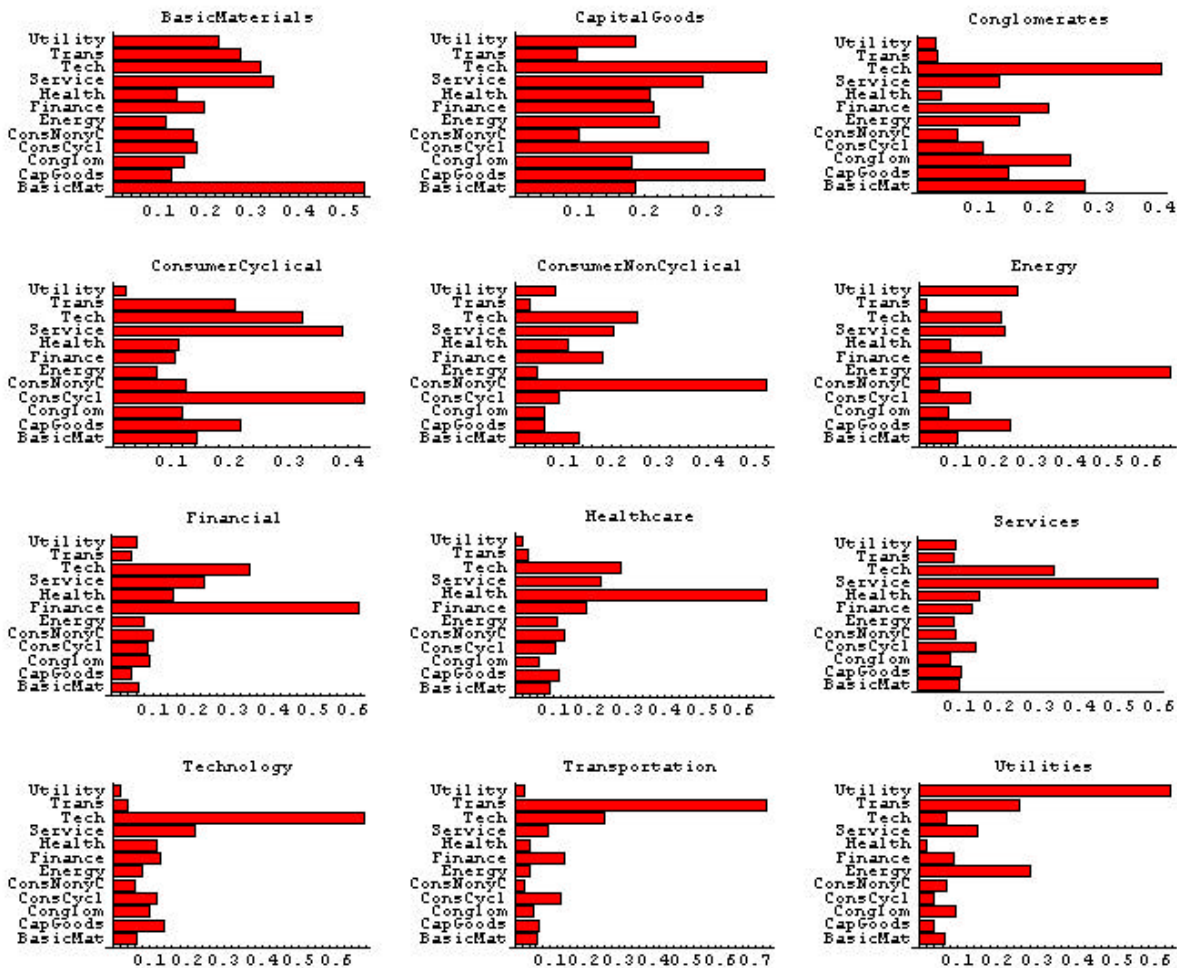 BasicMaterials
Utility
Trans
Tech
Service
Health
Finance
Energy
ConsNonyC
ConsCycl
Conglom
CapGoods
BasicMat
0.1 0.2 0.3 0.4 0.5
CapitalGoods
Utility
Trans
Tech
Service
Health
Finance
Energy
ConsNonyC
ConsCycl
Conglom
CapGoods
BasicMat
0.1 0.2 0.3
Conglomerates
Utility
Trans
Tech
Service
Health
Finance
Energy
ConsNonyC
ConsCycl
Conglom
CapGoods
BasicMat
0.1 0.2 0.3 0.4
ConsumerCyclical
Utility
Trans
Tech
Service
Health
Finance
Energy
ConsNonyC
ConsCycl
Conglom
CapGoods
BasicMat
0.1 0.2 0.3 0.4
ConsumerNonCyclical
Utility
Trans
Tech
Service
Health
Finance
Energy
ConsNonyC
ConsCycl
Conglom
CapGoods
BasicMat
0.1 0.2 0.3 0.4 0.5
Energy
Utility
Trans
Tech
Service
Health
Finance
Energy
ConsNonyC
ConsCycl
Conglom
CapGoods
BasicMat
0.1 0.2 0.3 0.4 0.5 0.6
Financial
Utility
Trans
Tech
Service
Health
Finance
Energy
ConsNonyC
ConsCycl
Conglom
CapGoods
BasicMat
0.1 0.2 0.3 0.4 0.5 0.6
Healthcare
Utility
Trans
Tech
Service
Health
Finance
Energy
ConsNonyC
ConsCycl
Conglom
CapGoods
BasicMat
0.1 0.2 0.3 0.4 0.5 0.6
Services
Utility
Trans
Tech
Service
Health
Finance
Energy
ConsNonyC
ConsCycl
Conglom
CapGoods
BasicMat
0.1 0.2 0.3 0.4 0.5 0.6
Technology
Utility
Trans
Tech
Service
Health
Finance
Energy
ConsNonyC
ConsCycl
Conglom
CapGoods
BasicMat
0.1 0.2 0.3 0.4 0.5 0.6
Transportation
Utility
Trans
Tech
Service
Health
Finance
Energy
ConsNonyC
ConsCycl
Conglom
CapGoods
BasicMat
0.1 0.2 0.3 0.4 0.5 0.6 0.7
Utilities
Utility
Trans
Tech
Service
Health
Finance
Energy
ConsNonyC
ConsCycl
Conglom
CapGoods
BasicMat
0.1 0.2 0.3 0.4 0.5 0.6